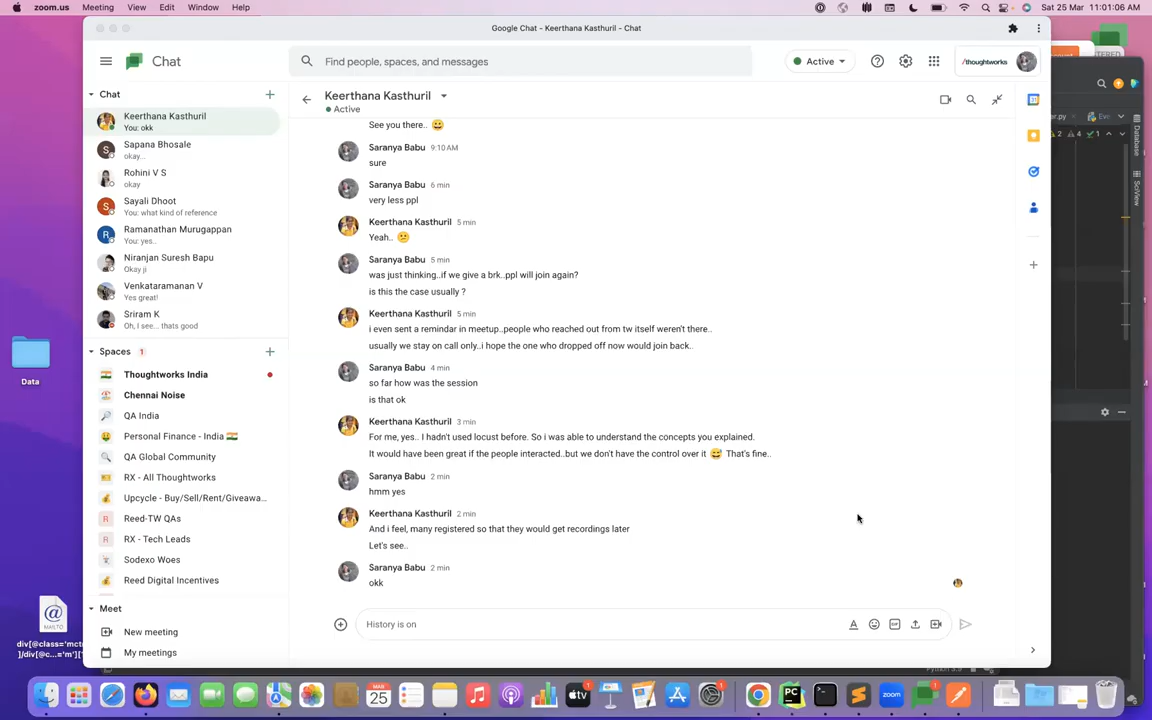 zoom.us Meeting View Edit Window Help
Sat 25 Mar 11:01:06 AM
Google Chat - Keerthana Kasthuril - Chat
Chat
Find people, spaces, and messages
Active
/thoughtworks
Chat
Keerthana Kasthuril
You: okk
Sapana Bhosale
okay...
Rohini V S
okay
Sayali Dhoot
You: what kind of reference
Ramanathan Murugappan
You: yes..
Niranjan Suresh Bapu
Okay ji
Venkataramanan V
Yes great!
Sriram K
Oh, I see... thats good
Spaces 1
Thoughtworks India
Chennai Noise
QA India
Personal Finance - India 🇮🇳
QA Global Community
RX - All Thoughtworks
Upcycle - Buy/Sell/Rent/Giveawa...
R Reed-TW QAs
R RX - Tech Leads
Sodexo Woes
Reed Digital Incentives
Meet
New meeting
My meetings
Keerthana Kasthuril
Active
See you there.. 😀
Saranya Babu 9:10 AM
sure
Saranya Babu 6 min
very less ppl
Keerthana Kasthuril 5 min
Yeah.. 😕
Saranya Babu 5 min
was just thinking..if we give a brk..ppl will join again?
is this the case usually ?
Keerthana Kasthuril 5 min
i even sent a remindar in meetup..people who reached out from tw itself weren't there..
usually we stay on call only..i hope the one who dropped off now would join back..
Saranya Babu 4 min
so far how was the session
is that ok
Keerthana Kasthuril 3 min
For me, yes.. I hadn't used locust before. So i was able to understand the concepts you explained.
It would have been great if the people interacted..but we don't have the control over it 😅 That's fine..
Saranya Babu 2 min
hmm yes
Keerthana Kasthuril 2 min
And i feel, many registered so that they would get recordings later
Let's see..
Saranya Babu 2 min
okk
History is on
Data
@
MAILTO
div[@class='mctr
]/div[@c...='m']['
Database
SciView
MAR
25
PC
zoom